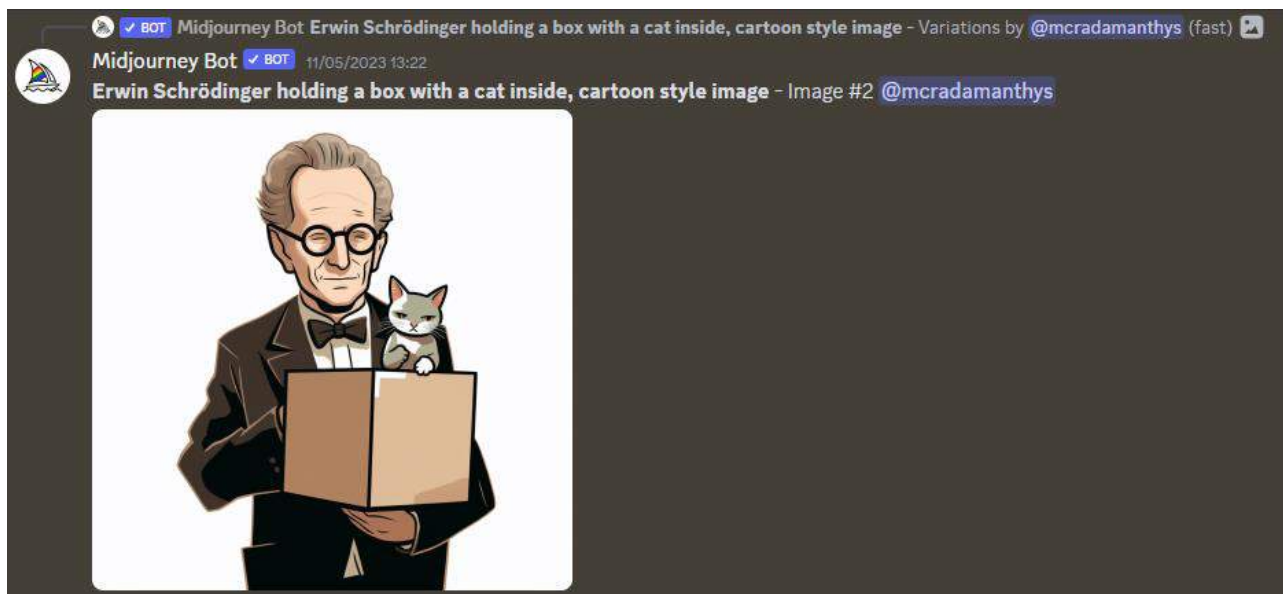 ✓ BOT Midjourney Bot Erwin Schrödinger holding a box with a cat inside, cartoon style image - Variations by @mcradamanthys (fast)
Midjourney Bot ✓ BOT 11/05/2023 13:22
Erwin Schrödinger holding a box with a cat inside, cartoon style image - Image #2 @mcradamanthys